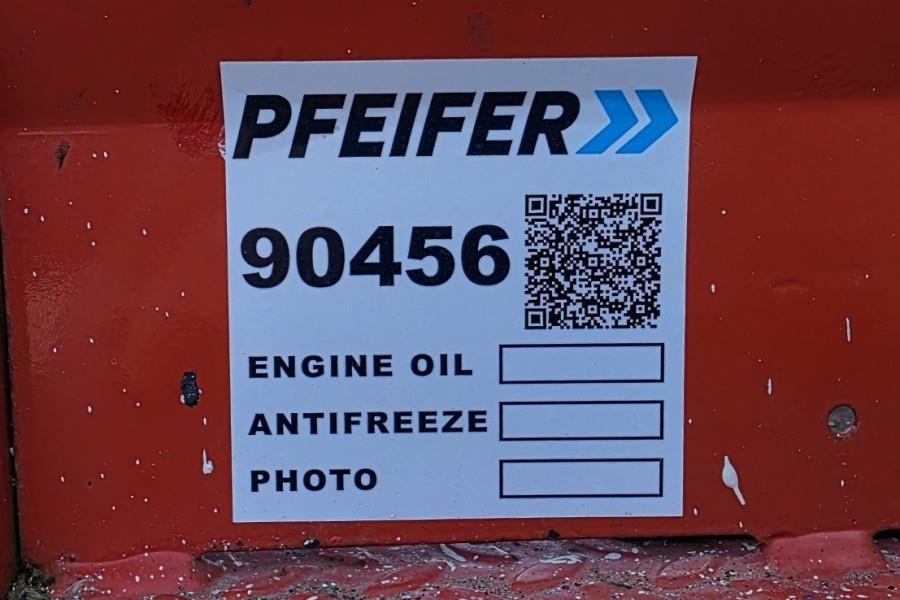 PFEIFER
90456
ENGINE OIL
ANTIFREEZE
PHOTO